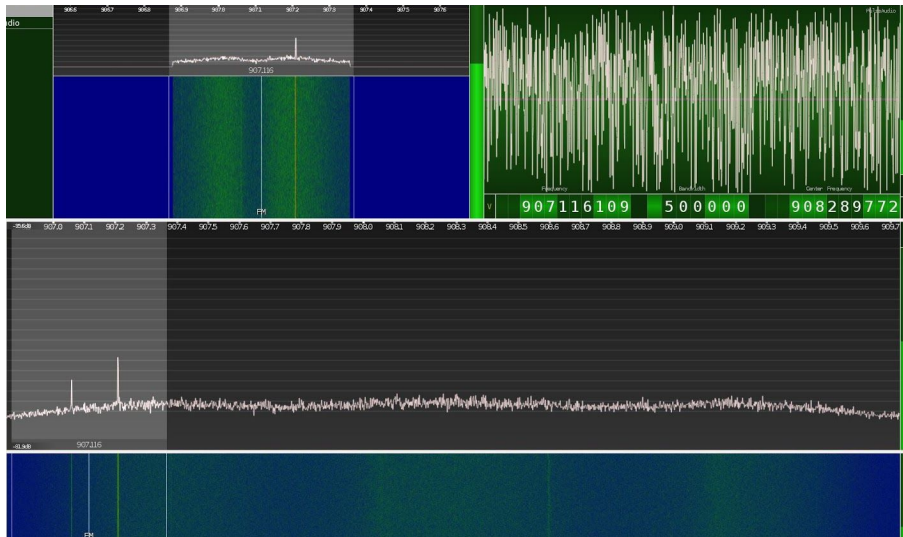 906.6 906.7 906.8 906.9 907.0 907.1 907.2 907.3 907.4 907.5 907.6
dio
907.116
FM
Frequency Bandwidth Center Frequency
V 907116109 500000 908289772
907.0 907.1 907.2 907.3 907.4 907.5 907.6 907.7 907.8 907.9 908.0 908.1 908.2 908.3 908.4 908.5 908.6 908.7 908.8 908.9 909.0 909.1 909.2 909.3 909.4 909.5 909.6 909.7
907.116
FM